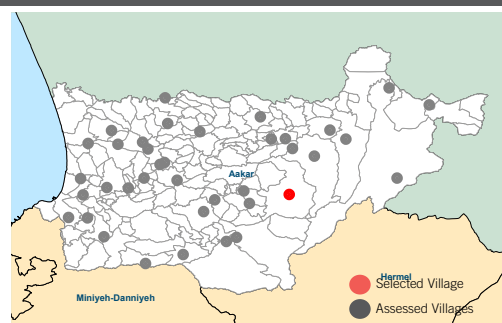 Aakar
Hermel
Selected Village
Miniyeh-Danniyeh
Assessed Villages